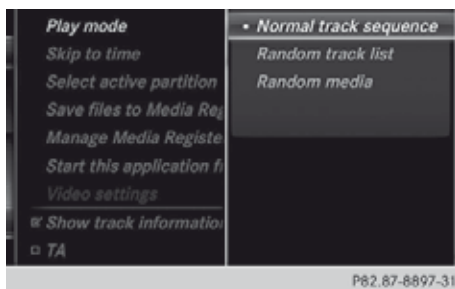 Play mode
Skip to time
Select active partition
Save files to Media Reg
Manage Media Registe
Start this application f
Video settings
Show track informatio
TA
• Normal track sequence
Random track list
Random media
P82.87-8897-31